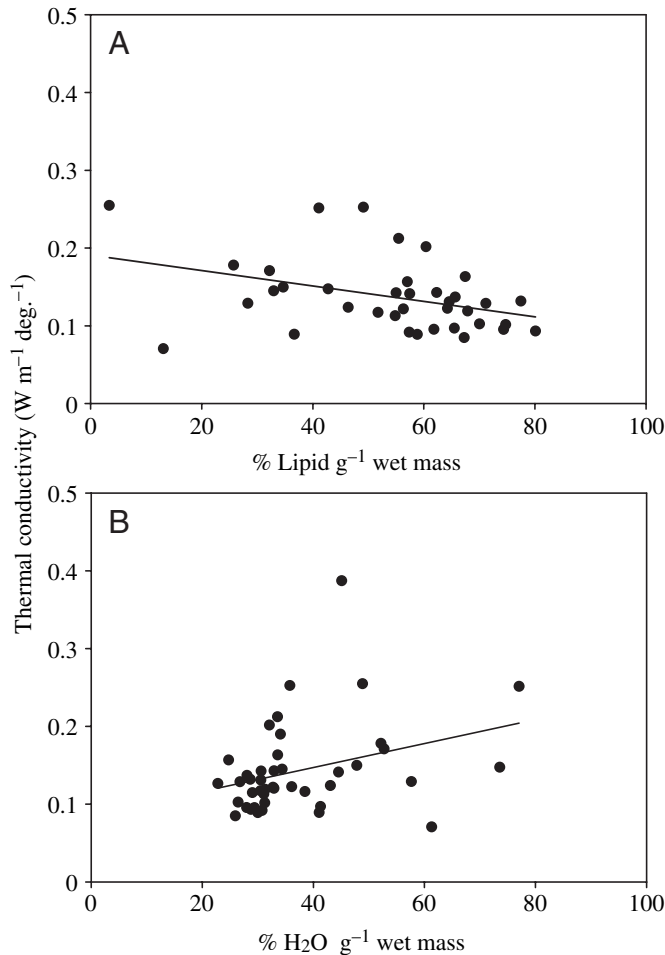 A
0.5
0.4
0.3
0.2
0.1
0
0 20 40 60 80 100
% Lipid g⁻¹ wet mass
Thermal conductivity (W m⁻¹ deg.⁻¹)
B
0.5
0.4
0.3
0.2
0.1
0
0 20 40 60 80 100
% H₂O g⁻¹ wet mass